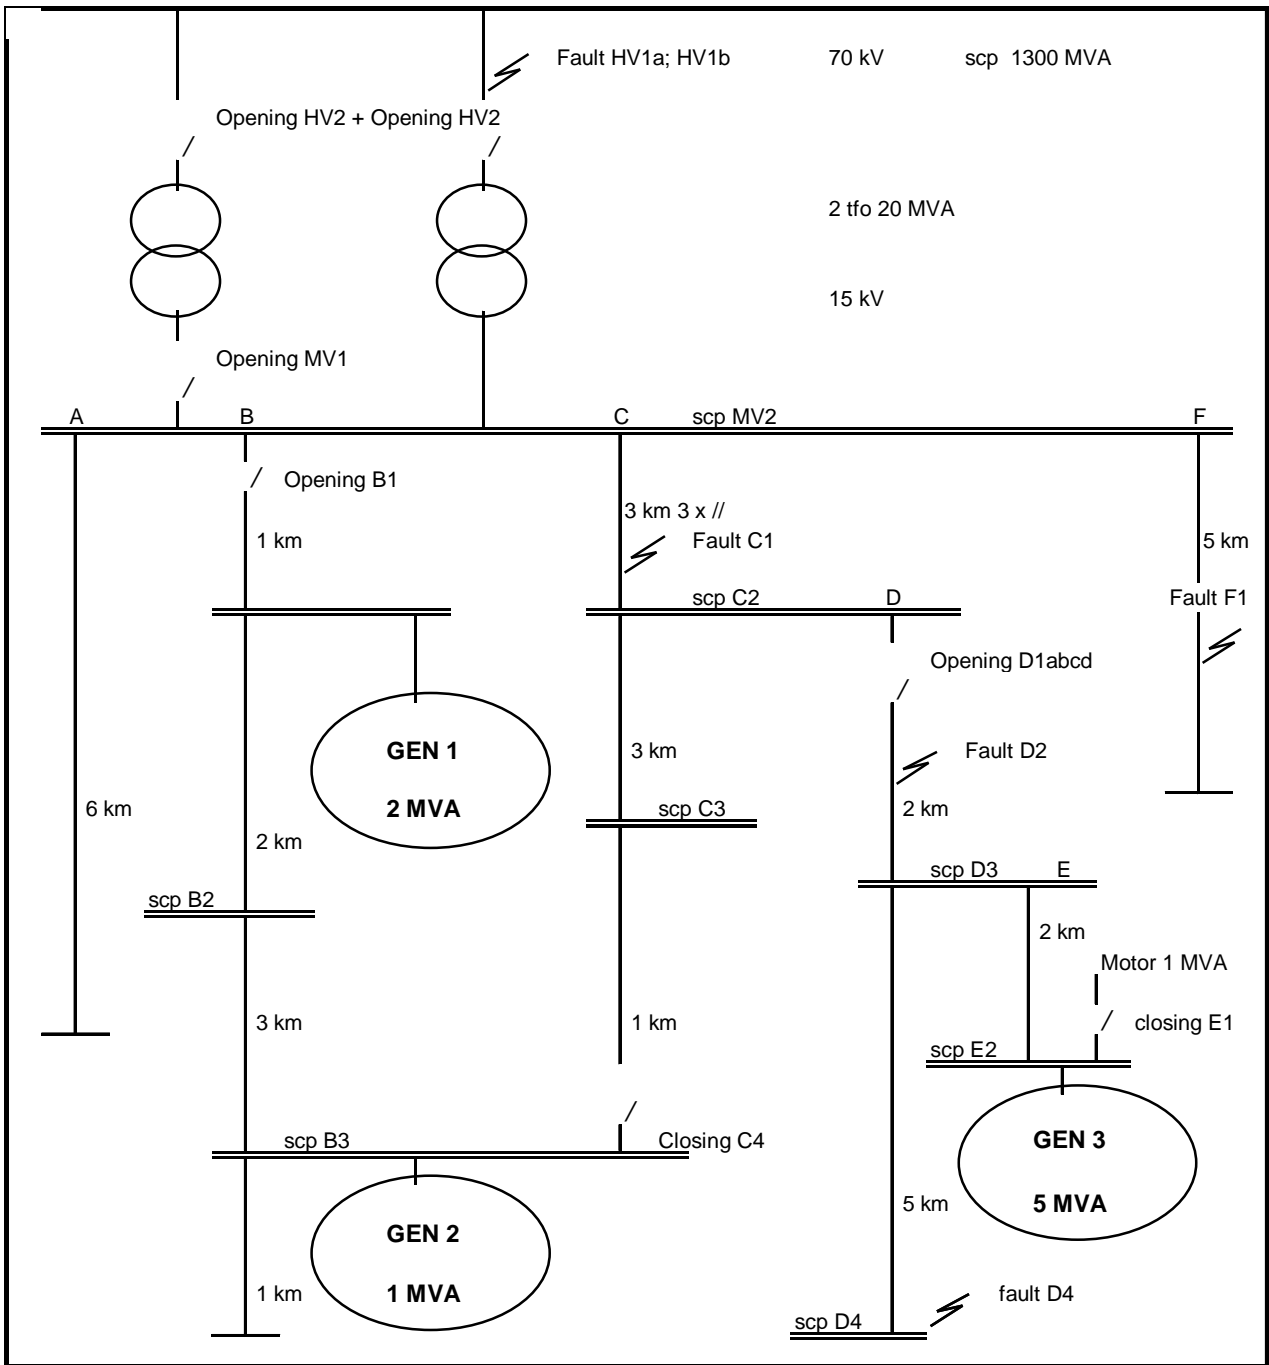 Fault HV1a; HV1b 70 kV scp 1300 MVA
Opening HV2 + Opening HV2
2 tfo 20 MVA
15 kV
Opening MV1
A B C scp MV2 F
Opening B1
3 km 3 x //
1 km Fault C1 5 km
scp C2 D Fault F1
Opening D1abcd
GEN 1 3 km Fault D2
6 km 2 MVA scp C3 2 km
2 km
scp D3 E
scp B2
2 km
Motor 1 MVA
3 km 1 km closing E1
scp E2
scp B3 Closing C4 GEN 3
5 km 5 MVA
GEN 2
1 km 1 MVA fault D4
scp D4